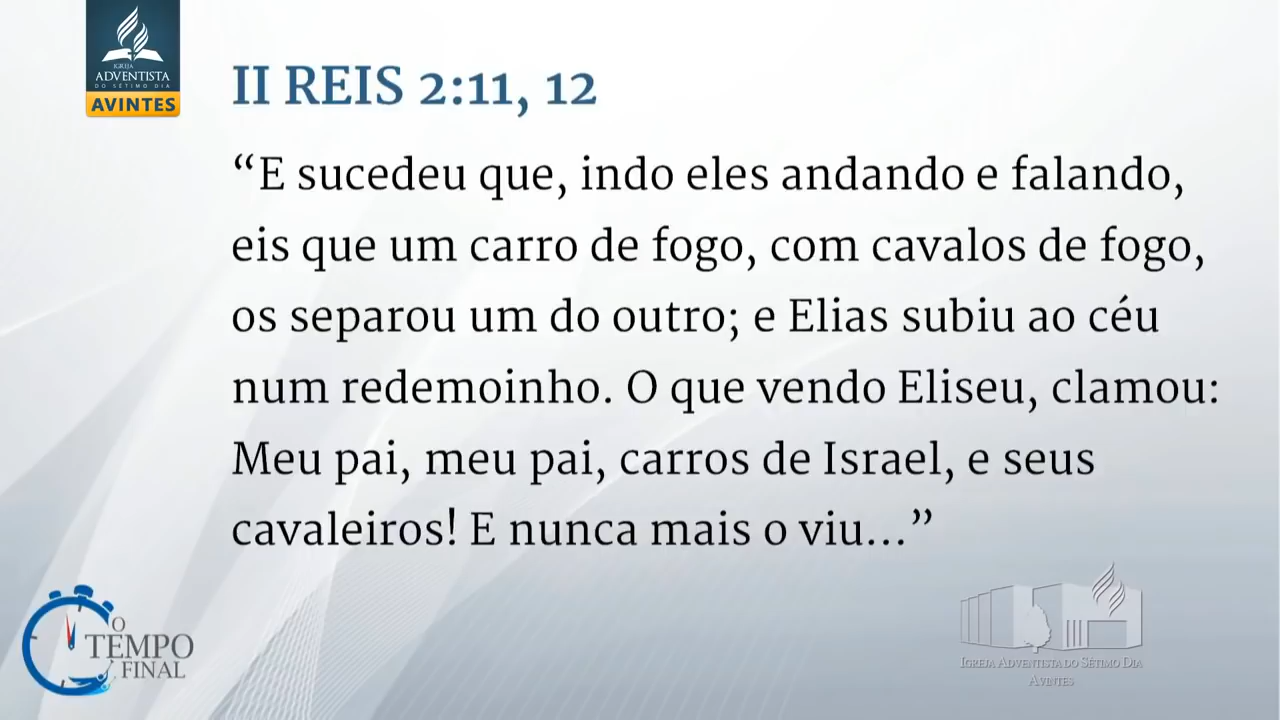 IGREJA
ADVENTISTA
DO SÉTIMO DIA
AVINTES
II REIS 2:11, 12
“E sucedeu que, indo eles andando e falando,
eis que um carro de fogo, com cavalos de fogo,
os separou um do outro; e Elias subiu ao céu
num redemoinho. O que vendo Eliseu, clamou:
Meu pai, meu pai, carros de Israel, e seus
cavaleiros! E nunca mais o viu...”
O
TEMPO
FINAL
IGREJA ADVENTISTA DO SÉTIMO DIA
AVINTES